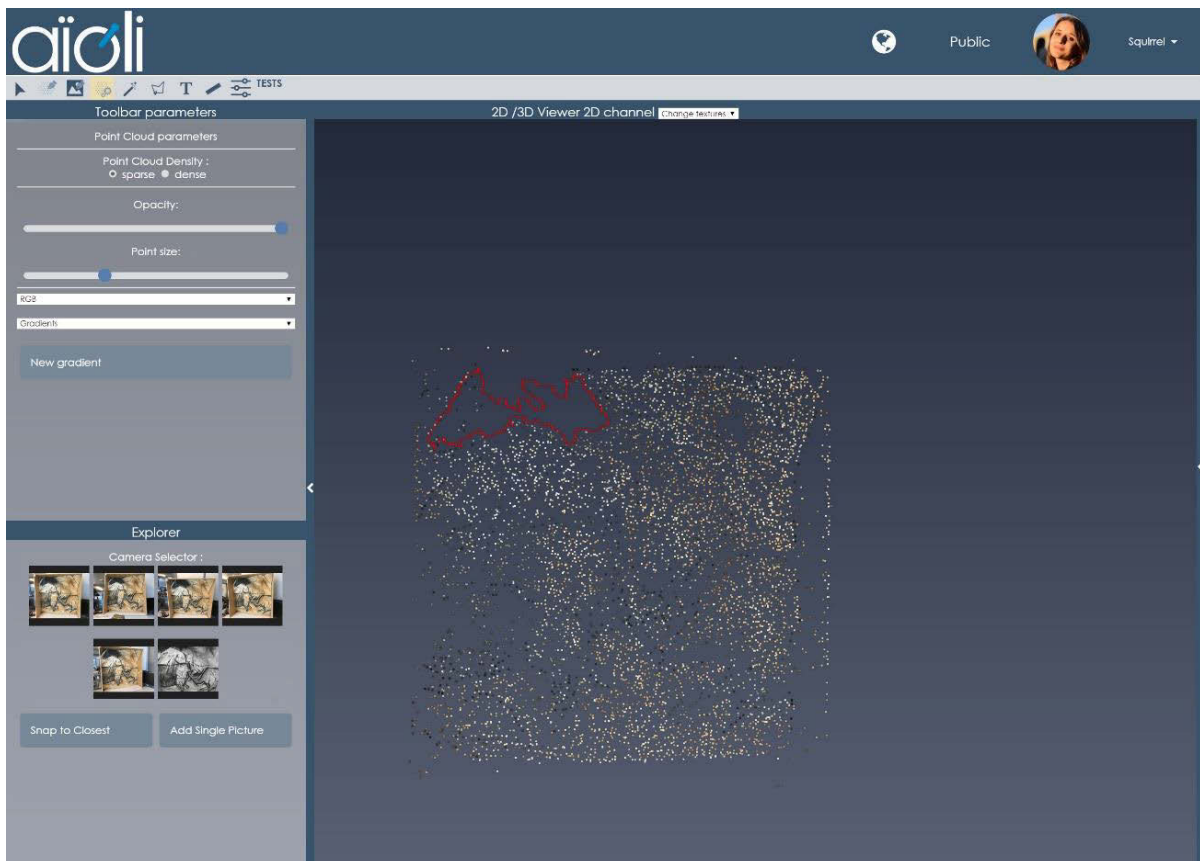 aïoli
Public
Squirrel
T
TESTS
Toolbar parameters
2D /3D Viewer 2D channel Change textures
Point Cloud parameters
Point Cloud Density :
sparse dense
Opacity:
Point size:
RGB
Gradients
New gradient
Explorer
Camera Selector :
Snap to Closest Add Single Picture